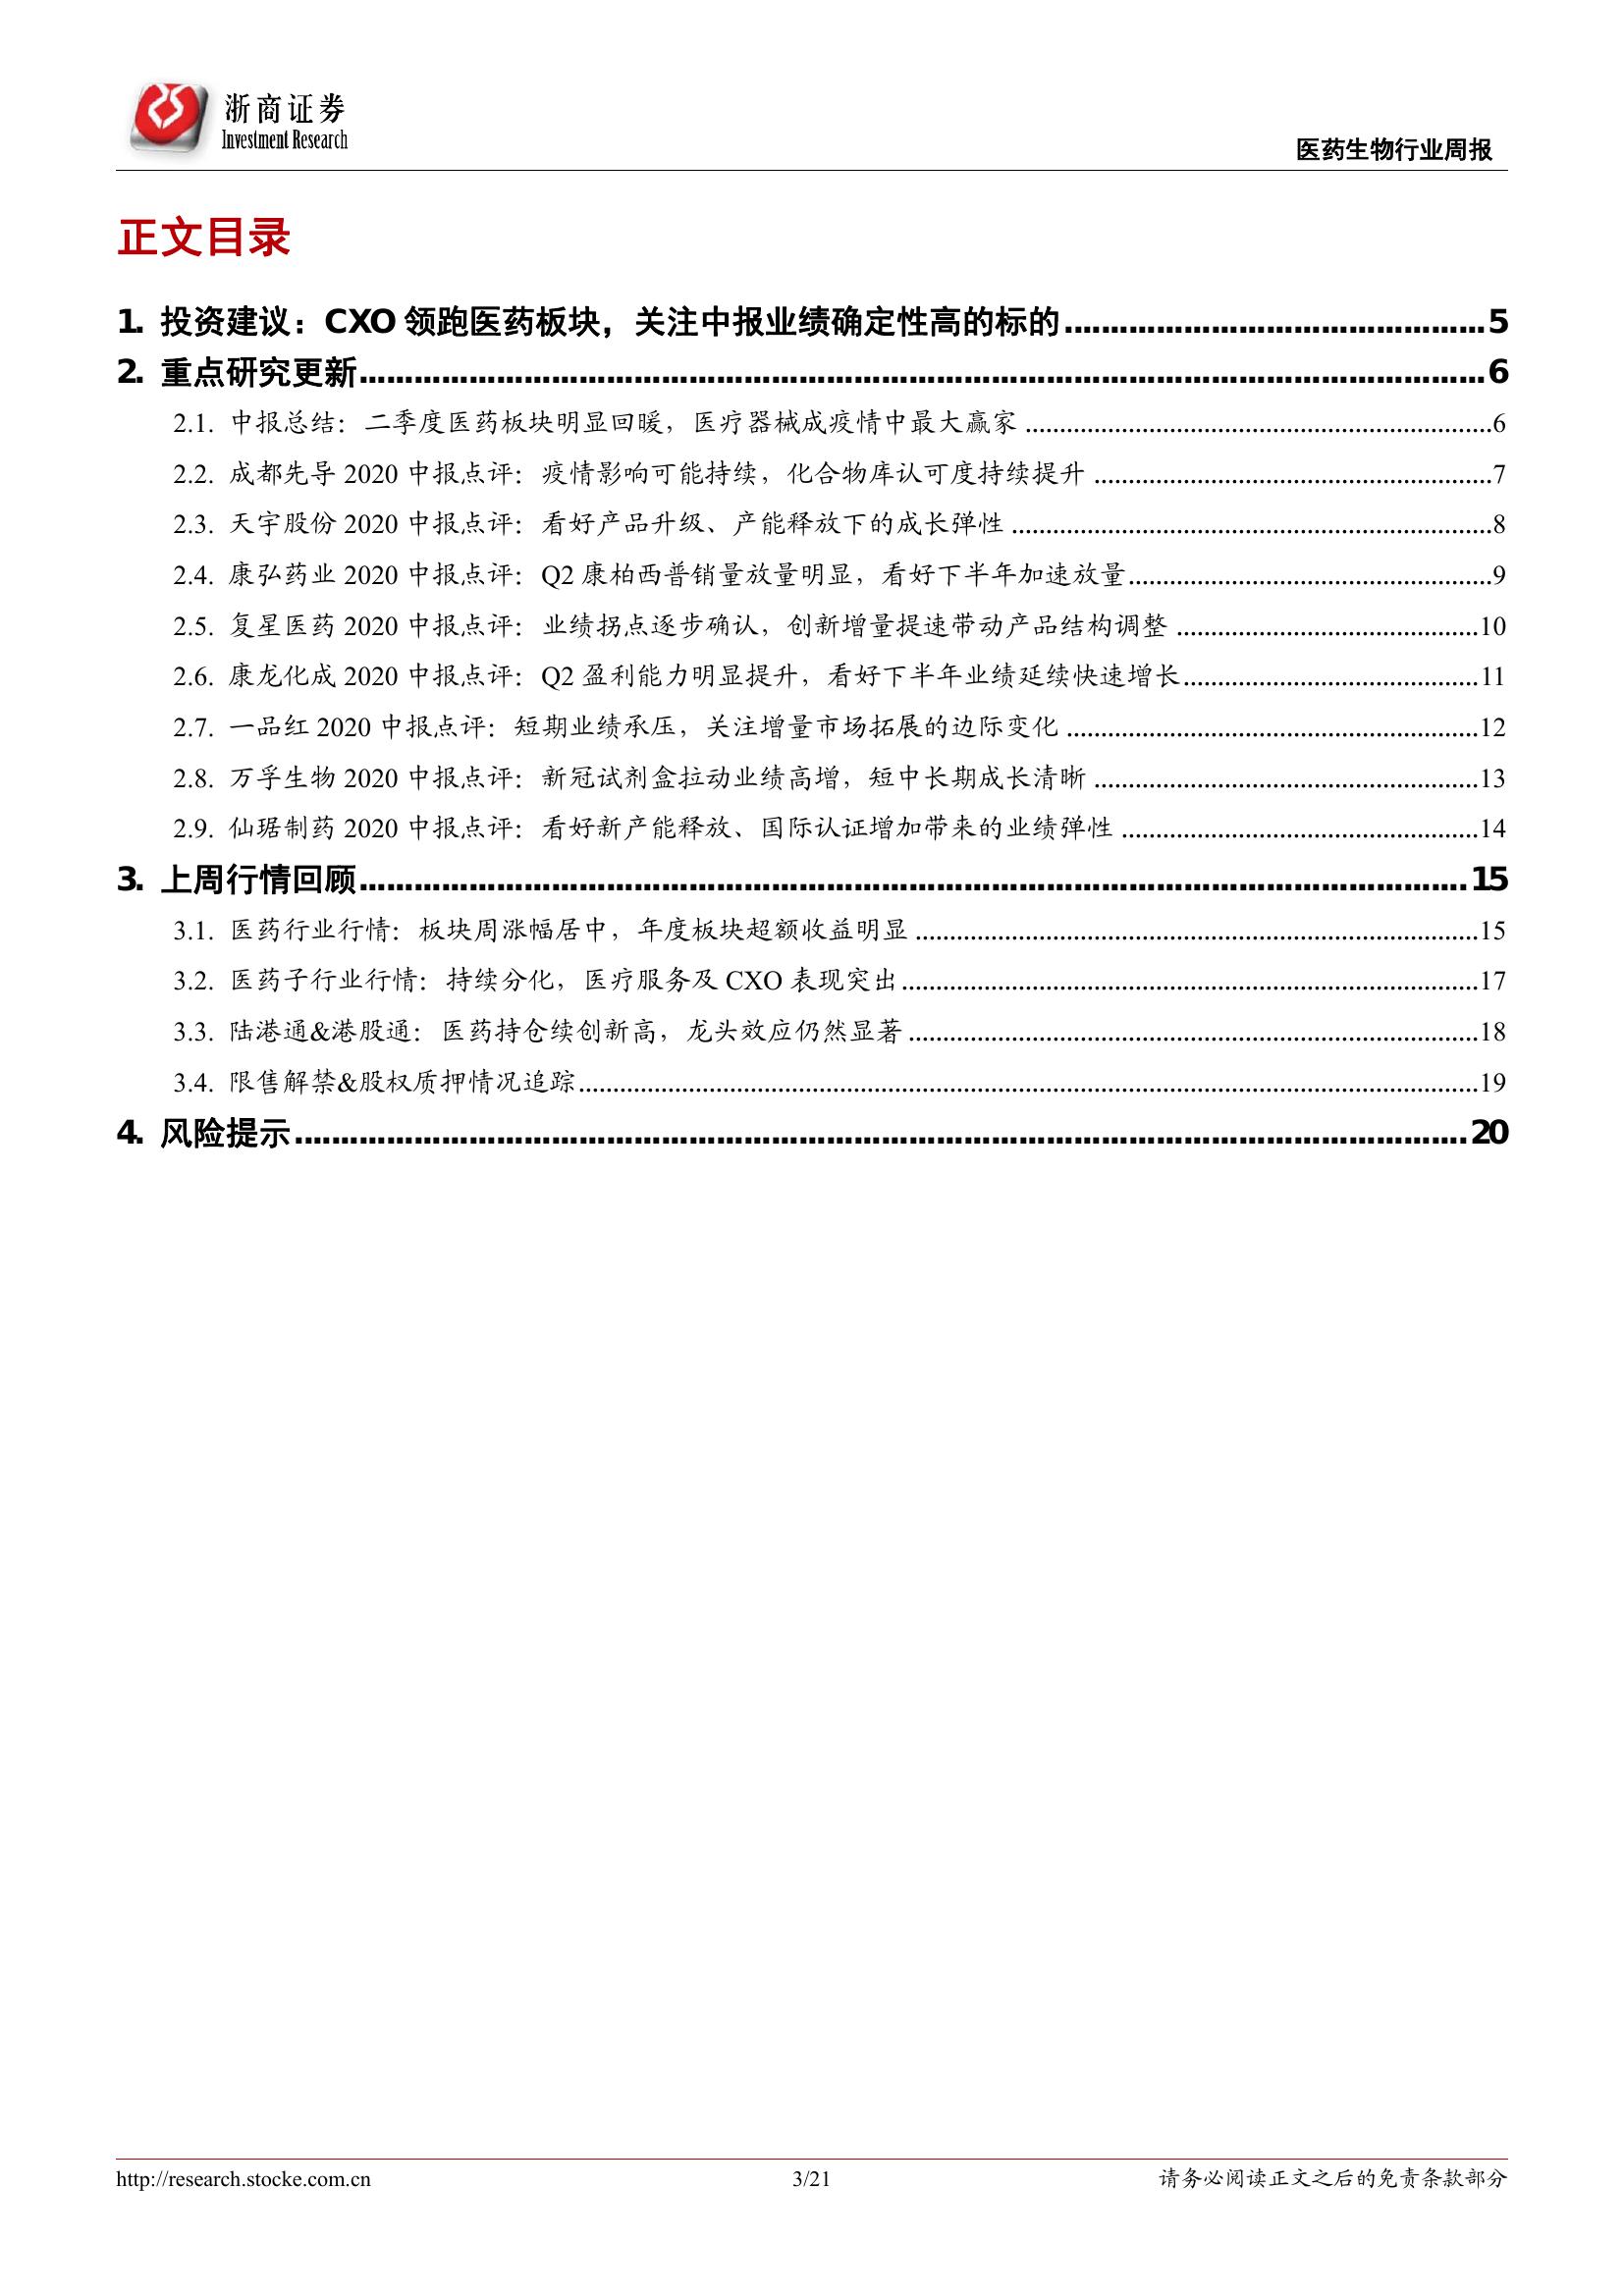 浙商证券
Investment Research
医药生物行业周报
正文目录
1. 投资建议：CXO 领跑医药板块，关注中报业绩确定性高的标的 5
2. 重点研究更新 6
2.1. 中报总结：二季度医药板块明显回暖，医疗器械成疫情中最大赢家 6
2.2. 成都先导 2020 中报点评：疫情影响可能持续，化合物库认可度持续提升 7
2.3. 天宇股份 2020 中报点评：看好产品升级、产能释放下的成长弹性 8
2.4. 康弘药业 2020 中报点评：Q2 康柏西普销量放量明显，看好下半年加速放量 9
2.5. 复星医药 2020 中报点评：业绩拐点逐步确认，创新增量提速带动产品结构调整 10
2.6. 康龙化成 2020 中报点评：Q2 盈利能力明显提升，看好下半年业绩延续快速增长 11
2.7. 一品红 2020 中报点评：短期业绩承压，关注增量市场拓展的边际变化 12
2.8. 万孚生物 2020 中报点评：新冠试剂盒拉动业绩高增，短中长期成长清晰 13
2.9. 仙琚制药 2020 中报点评：看好新产能释放、国际认证增加带来的业绩弹性 14
3. 上周行情回顾 15
3.1. 医药行业行情：板块周涨幅居中，年度板块超额收益明显 15
3.2. 医药子行业行情：持续分化，医疗服务及 CXO 表现突出 17
3.3. 陆港通&港股通：医药持仓续创新高，龙头效应仍然显著 18
3.4. 限售解禁&股权质押情况追踪 19
4. 风险提示 20
http://research.stocke.com.cn
3/21
请务必阅读正文之后的免责条款部分